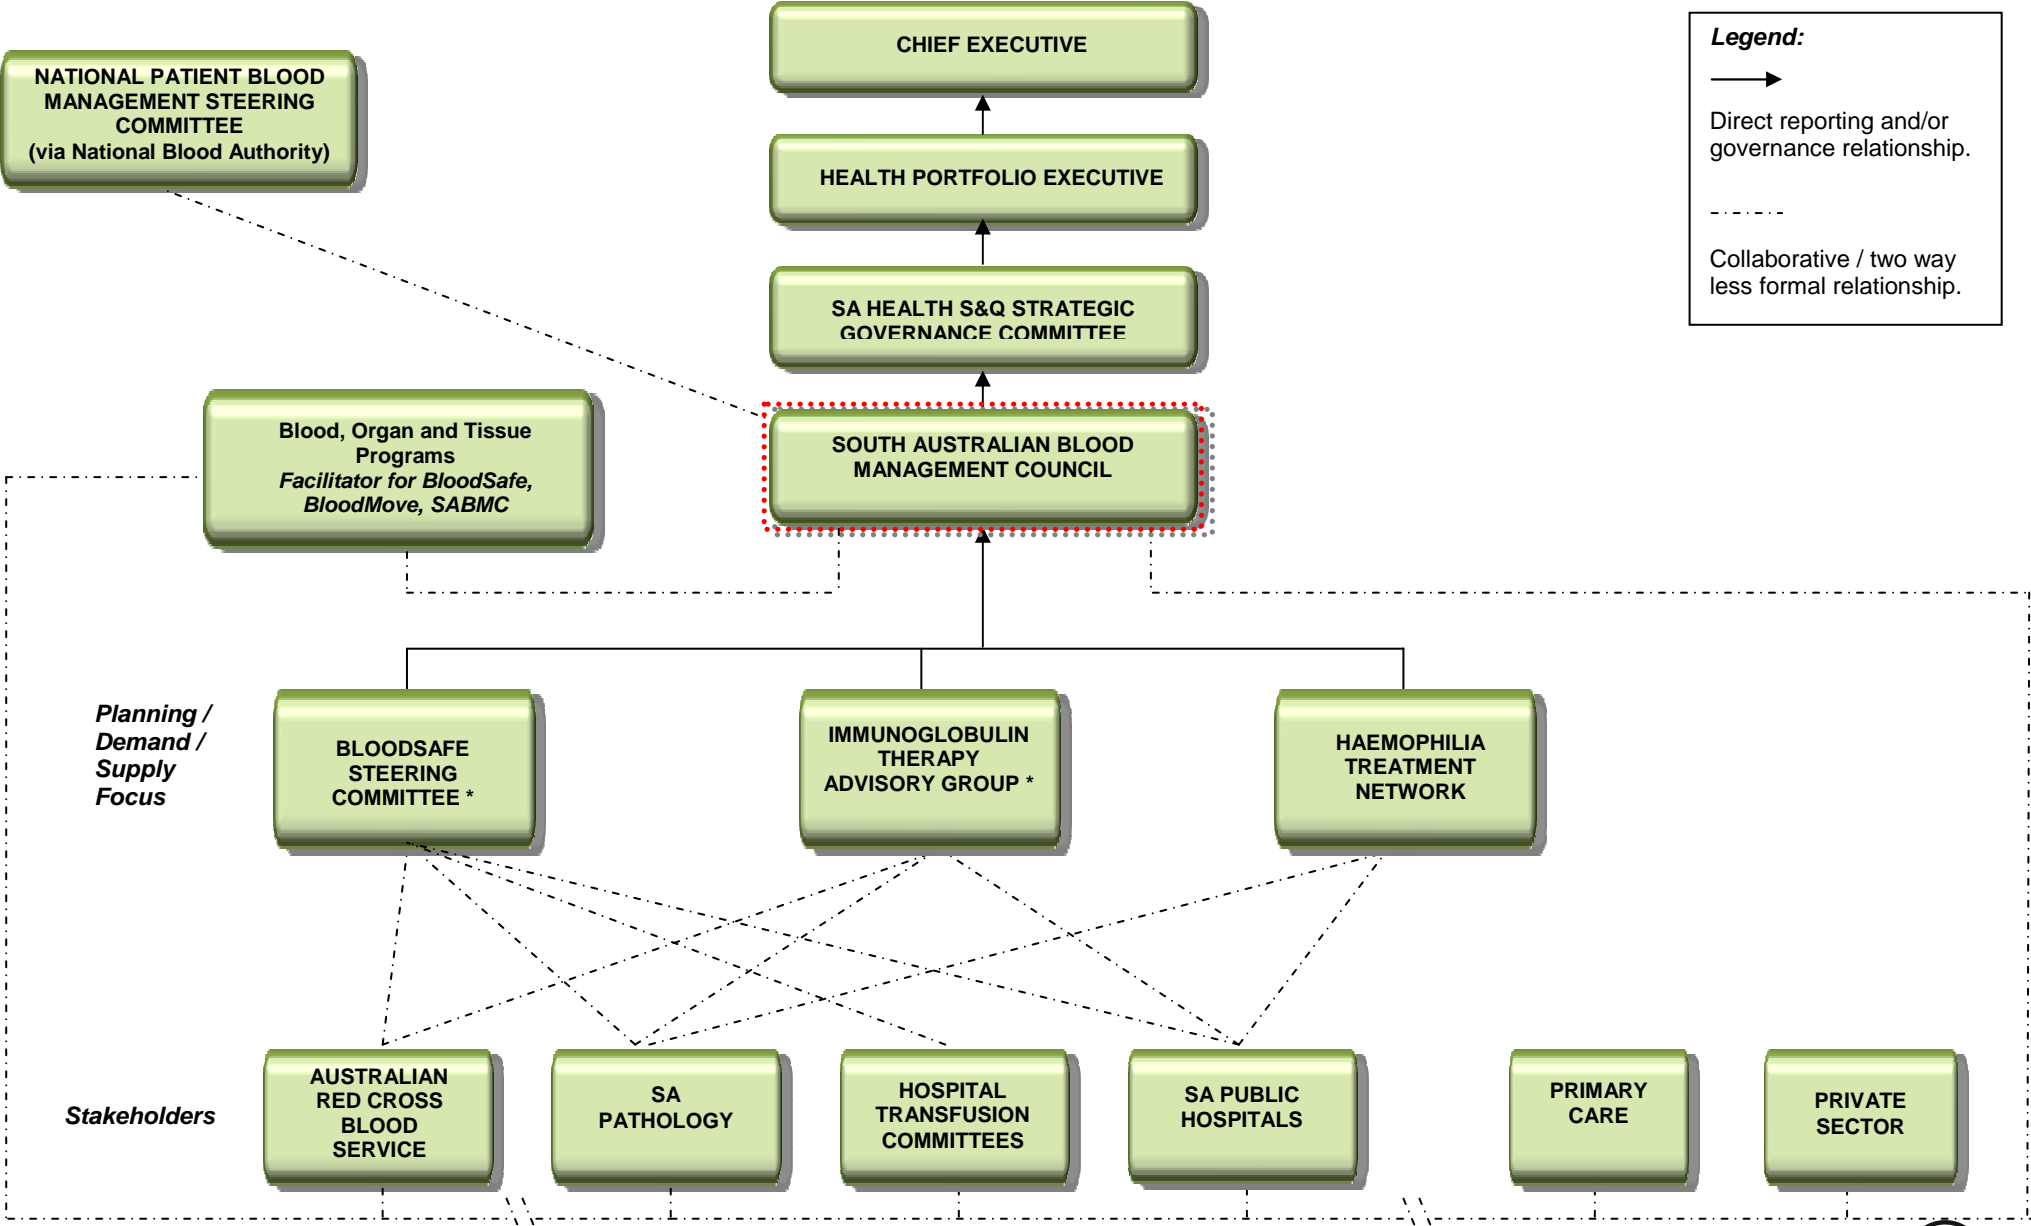 CHIEF EXECUTIVE
NATIONAL PATIENT BLOOD
MANAGEMENT STEERING
COMMITTEE
(via National Blood Authority)
Legend:
Direct reporting and/or
governance relationship.
Collaborative / two way
less formal relationship.
HEALTH PORTFOLIO EXECUTIVE
SA HEALTH S&Q STRATEGIC
GOVERNANCE COMMITTEE
Blood, Organ and Tissue
Programs
Facilitator for BloodSafe,
BloodMove, SABMC
SOUTH AUSTRALIAN BLOOD
MANAGEMENT COUNCIL
Planning /
Demand /
Supply
Focus
BLOODSAFE
STEERING
COMMITTEE *
IMMUNOGLOBULIN
THERAPY
ADVISORY GROUP *
HAEMOPHILIA
TREATMENT
NETWORK
Stakeholders
AUSTRALIAN
RED CROSS
BLOOD
SERVICE
SA
PATHOLOGY
HOSPITAL
TRANSFUSION
COMMITTEES
SA PUBLIC
HOSPITALS
PRIMARY
CARE
PRIVATE
SECTOR